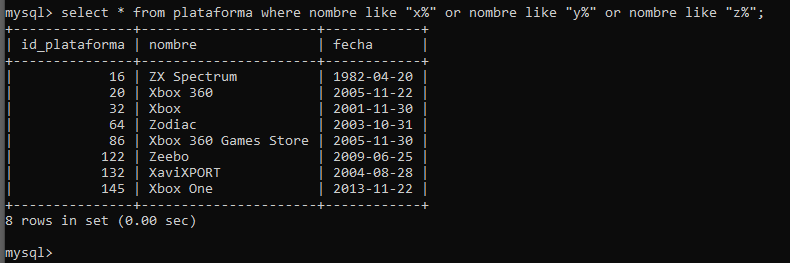 mysql> select * from plataforma where nombre like "x%" or nombre like "y%" or nombre like "z%";
+---------------+----------------------+------------+
| id_plataforma | nombre               | fecha      |
+---------------+----------------------+------------+
|            16 | ZX Spectrum          | 1982-04-20 |
|            20 | Xbox 360             | 2005-11-22 |
|            32 | Xbox                 | 2001-11-30 |
|            64 | Zodiac               | 2003-10-31 |
|            86 | Xbox 360 Games Store | 2005-11-30 |
|           122 | Zeebo                | 2009-06-25 |
|           132 | XaviXPORT            | 2004-08-28 |
|           145 | Xbox One             | 2013-11-22 |
+---------------+----------------------+------------+
8 rows in set (0.00 sec)
mysql>